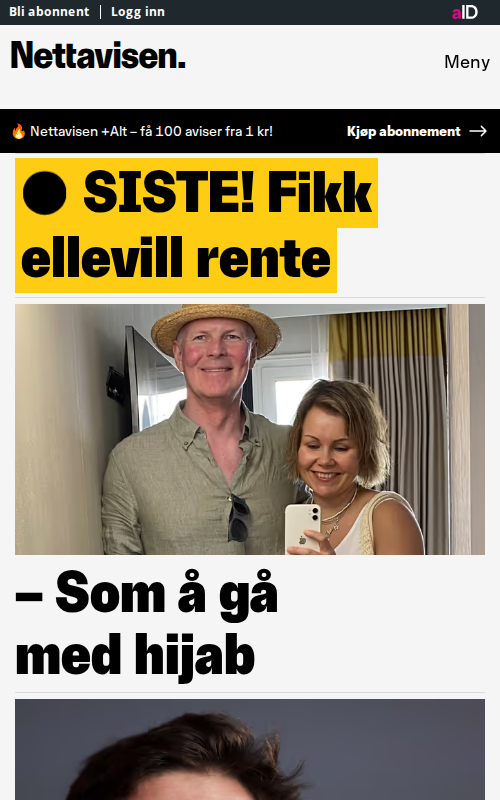 Bli abonnent | Logg inn
aID
Nettavisen.
Meny
🔥 Nettavisen +Alt – få 100 aviser fra 1 kr!
Kjøp abonnement →
● SISTE! Fikk
ellevill rente
– Som å gå
med hijab